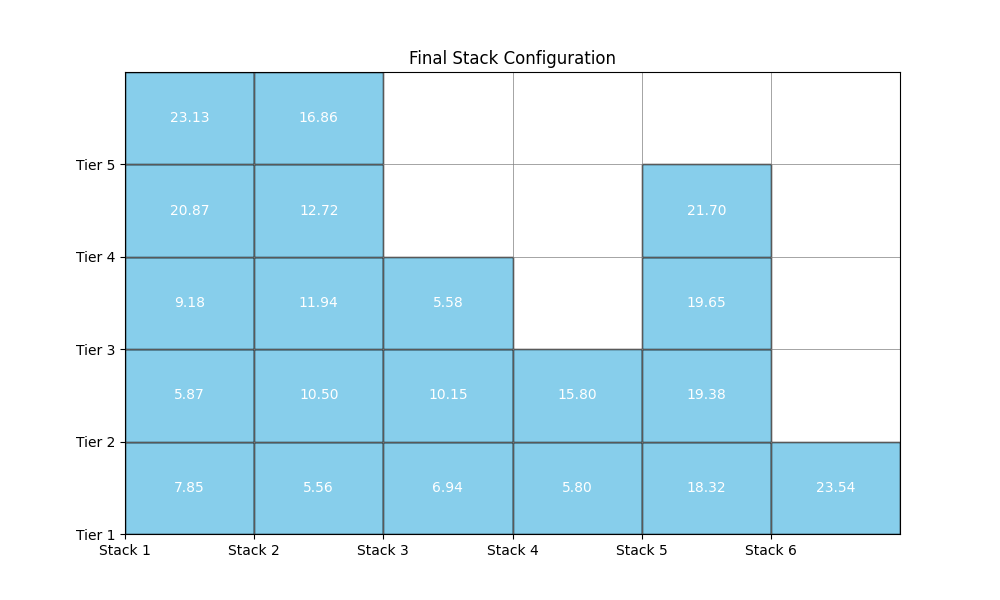 Final Stack Configuration
23.13 16.86
Tier 5
20.87 12.72 21.70
Tier 4
9.18 11.94 5.58 19.65
Tier 3
5.87 10.50 10.15 15.80 19.38
Tier 2
7.85 5.56 6.94 5.80 18.32 23.54
Tier 1
Stack 1 Stack 2 Stack 3 Stack 4 Stack 5 Stack 6